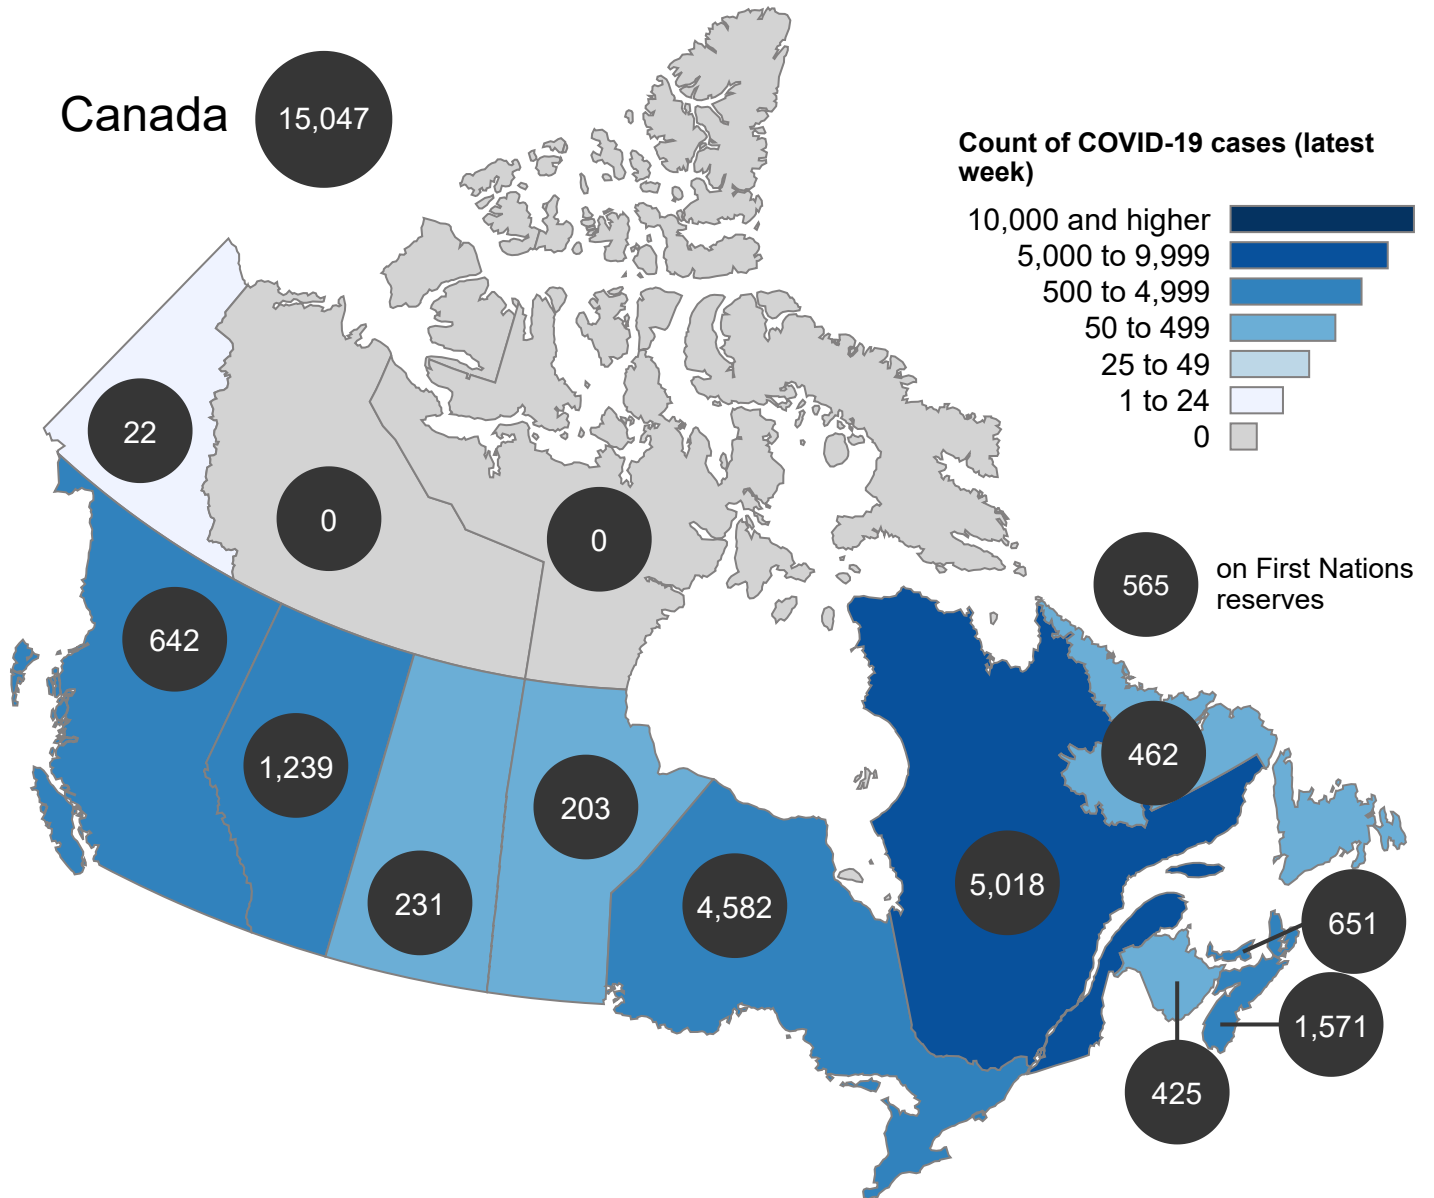 Canada
15,047
Count of COVID-19 cases (latest
week)
10,000 and higher
5,000 to 9,999
500 to 4,999
50 to 499
25 to 49
1 to 24
0
22
0
0
565
on First Nations
reserves
642
1,239
462
203
231
4,582
5,018
651
1,571
425